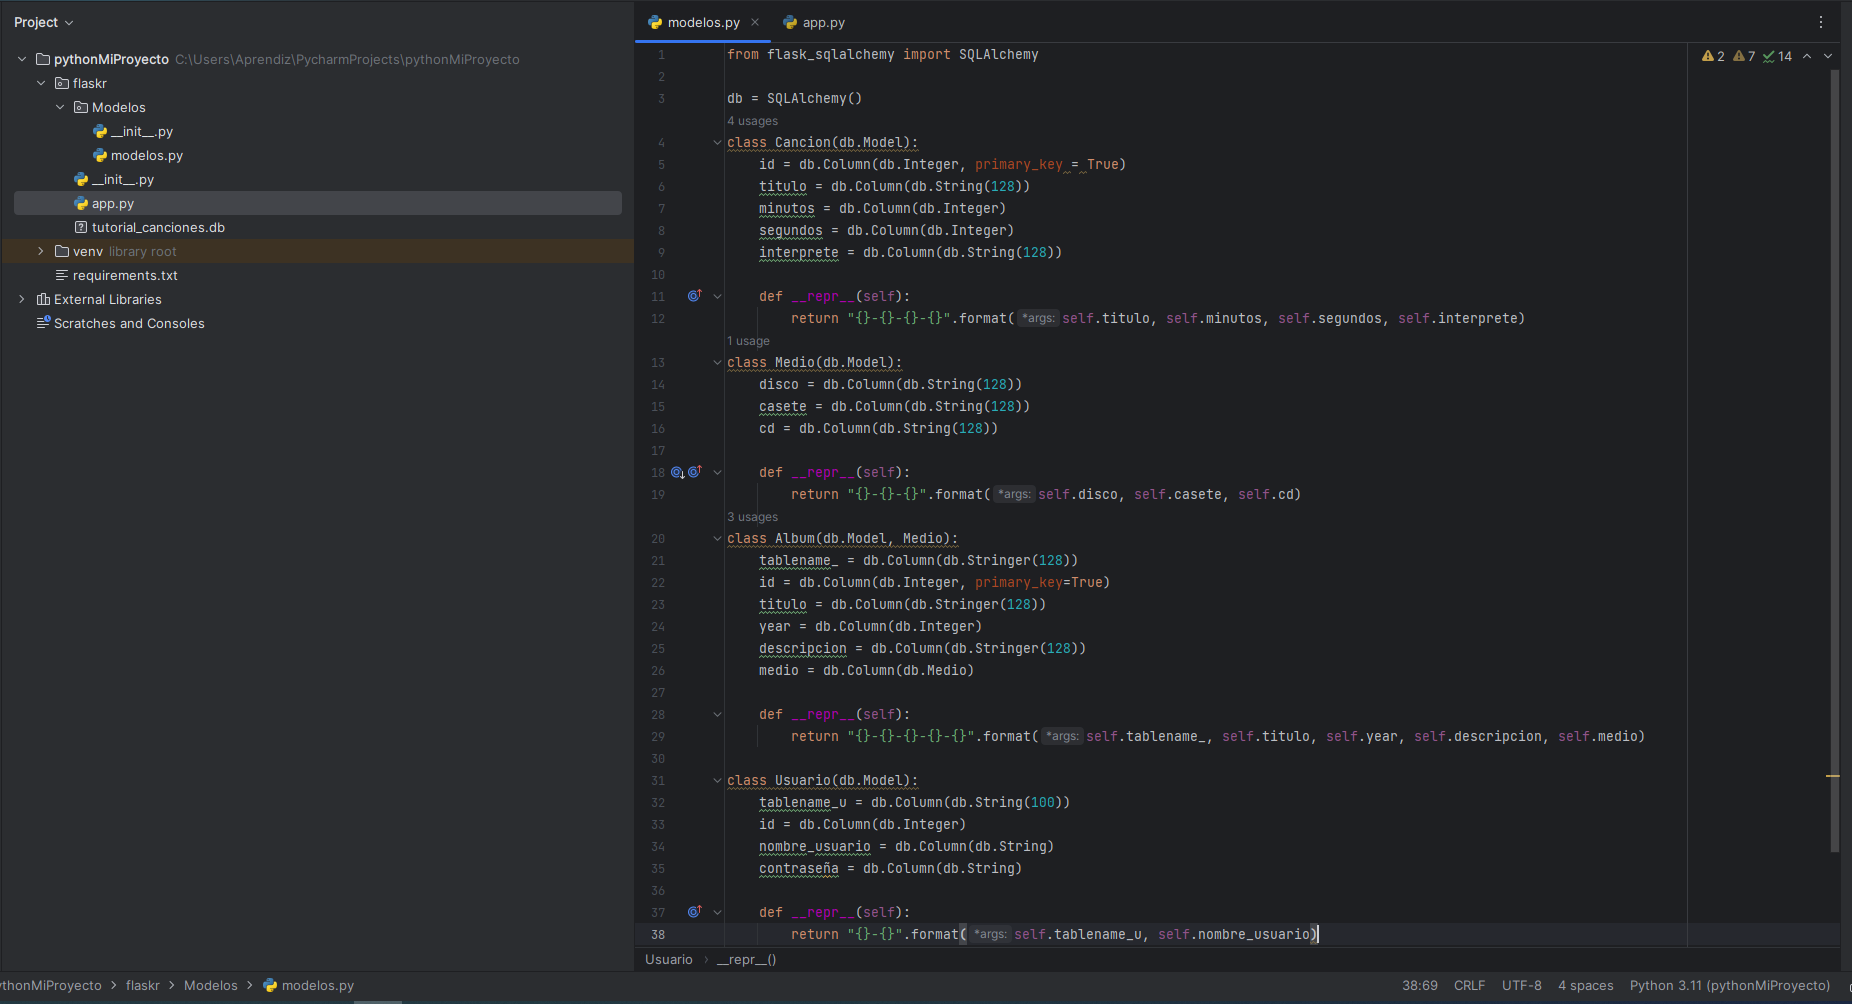 Project
pythonMiProyecto C:\Users\Aprendiz\PycharmProjects\pythonMiProyecto
flaskr
Modelos
__init__.py
modelos.py
__init__.py
app.py
tutorial_canciones.db
venv library root
requirements.txt
External Libraries
Scratches and Consoles
modelos.py app.py
2 7 14
1 from flask_sqlalchemy import SQLAlchemy
2
3 db = SQLAlchemy()
4 usages
4 class Cancion(db.Model):
5 id = db.Column(db.Integer, primary_key = True)
6 titulo = db.Column(db.String(128))
7 minutos = db.Column(db.Integer)
8 segundos = db.Column(db.Integer)
9 interprete = db.Column(db.String(128))
10
11 def __repr__(self):
12 return "{}-{}-{}-{}".format( *args: self.titulo, self.minutos, self.segundos, self.interprete)
1 usage
13 class Medio(db.Model):
14 disco = db.Column(db.String(128))
15 casete = db.Column(db.String(128))
16 cd = db.Column(db.String(128))
17
18 def __repr__(self):
19 return "{}-{}-{}".format( *args: self.disco, self.casete, self.cd)
3 usages
20 class Album(db.Model, Medio):
21 tablename_ = db.Column(db.Stringer(128))
22 id = db.Column(db.Integer, primary_key=True)
23 titulo = db.Column(db.Stringer(128))
24 year = db.Column(db.Integer)
25 descripcion = db.Column(db.Stringer(128))
26 medio = db.Column(db.Medio)
27
28 def __repr__(self):
29 return "{}-{}-{}-{}-{}".format( *args: self.tablename_, self.titulo, self.year, self.descripcion, self.medio)
30
31 class Usuario(db.Model):
32 tablename_u = db.Column(db.String(100))
33 id = db.Column(db.Integer)
34 nombre_usuario = db.Column(db.String)
35 contraseña = db.Column(db.String)
36
37 def __repr__(self):
38 return "{}-{}".format( *args: self.tablename_u, self.nombre_usuario)
Usuario › __repr__()
ythonMiProyecto > flaskr > Modelos > modelos.py
38:69 CRLF UTF-8 4 spaces Python 3.11 (pythonMiProyecto)